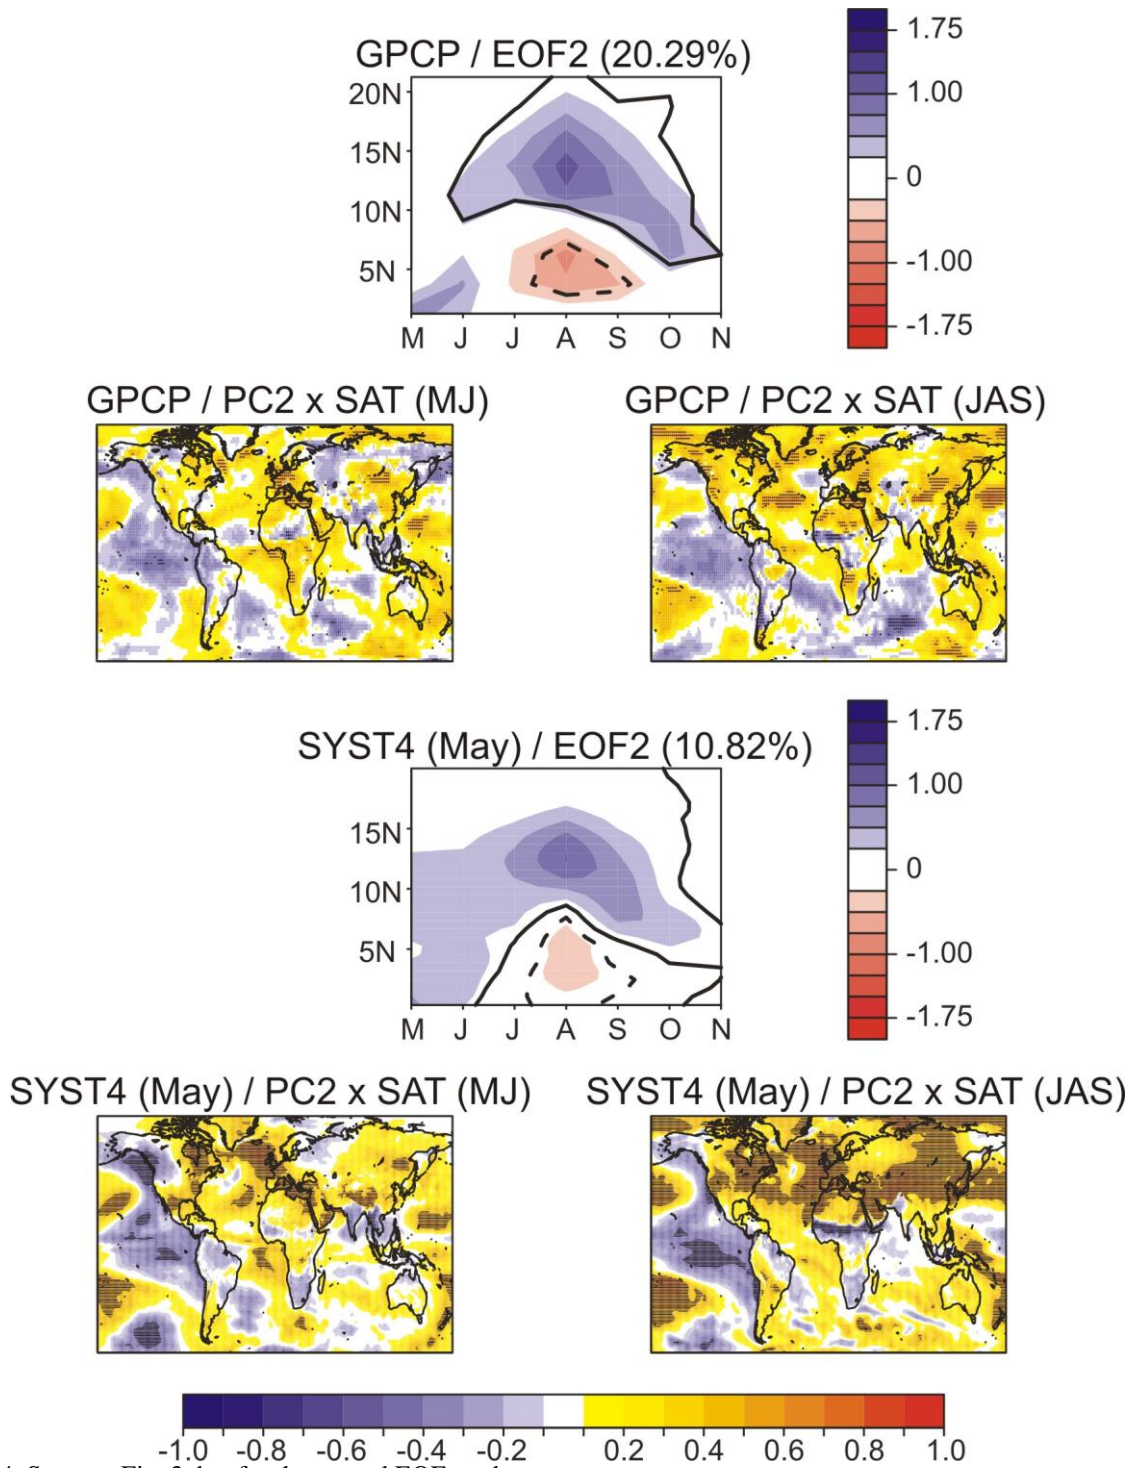 GPCP / EOF2 (20.29%)
20N
15N
10N
5N
M J J A S O N
1.75
1.00
0
-1.00
-1.75
GPCP / PC2 x SAT (MJ)
GPCP / PC2 x SAT (JAS)
SYST4 (May) / EOF2 (10.82%)
15N
10N
5N
M J J A S O N
1.75
1.00
0
-1.00
-1.75
SYST4 (May) / PC2 x SAT (MJ)
SYST4 (May) / PC2 x SAT (JAS)
-1.0 -0.8 -0.6 -0.4 -0.2 0.2 0.4 0.6 0.8 1.0